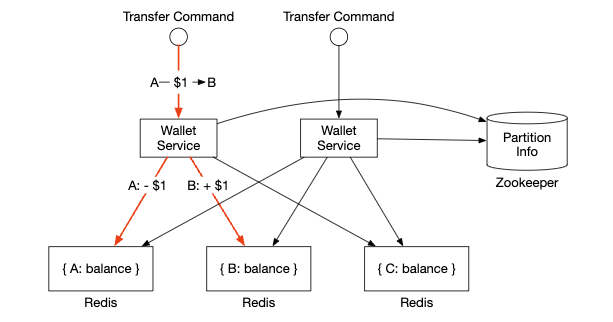 Transfer Command
Transfer Command
A
$1
B
Wallet
Service
Wallet
Service
Partition
Info
Zookeeper
A: - $1
B: + $1
{ A: balance }
{ B: balance }
{ C: balance }
Redis
Redis
Redis